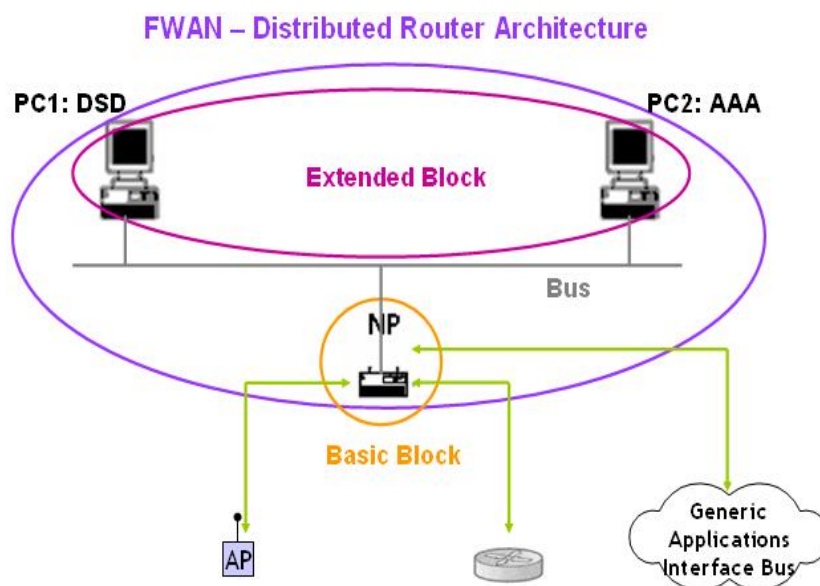 FWAN – Distributed Router Architecture
PC1: DSD
PC2: AAA
Extended Block
Bus
NP
Basic Block
AP
Generic
Applications
Interface Bus